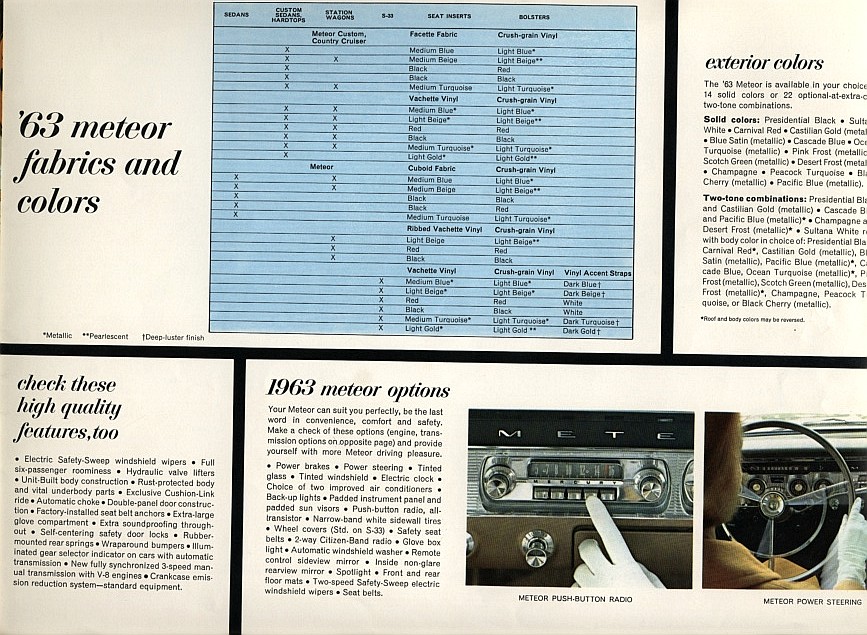 '63 meteor
fabrics and
colors
SEDANS CUSTOM SEDANS, HARDTOPS STATION WAGONS S-33 SEAT INSERTS BOLSTERS
Meteor Custom, Country Cruiser Facette Fabric Crush-grain Vinyl
X Medium Blue Light Blue*
X X Medium Beige Light Beige**
X Black Red
X Black Black
X X Medium Turquoise Light Turquoise*
Vachette Vinyl Crush-grain Vinyl
X X Medium Blue* Light Blue*
X X Light Beige* Light Beige**
X X Red Red
X X Black Black
X X Medium Turquoise* Light Turquoise*
X Light Gold* Light Gold**
Meteor Cuboid Fabric Crush-grain Vinyl
X X Medium Blue Light Blue*
X X Medium Beige Light Beige**
X Black Black
X Black Red
X Medium Turquoise Light Turquoise*
Ribbed Vachette Vinyl Crush-grain Vinyl
X Light Beige Light Beige**
X Red Red
X Black Black
Vachette Vinyl Crush-grain Vinyl Vinyl Accent Straps
X Medium Blue* Light Blue* Dark Blue†
X Light Beige* Light Beige* Dark Beige†
X Red Red White
X Black Black White
X Medium Turquoise* Light Turquoise* Dark Turquoise†
X Light Gold* Light Gold ** Dark Gold†
*Metallic **Pearlescent †Deep-luster finish
exterior colors
The '63 Meteor is available in your choice
14 solid colors or 22 optional-at-extra-c
two-tone combinations.
Solid colors: Presidential Black • Sulta
White • Carnival Red • Castilian Gold (metal
• Blue Satin (metallic) • Cascade Blue • Oce
Turquoise (metallic) • Pink Frost (metallic
Scotch Green (metallic) • Desert Frost (metal
• Champagne • Peacock Turquoise • Bla
Cherry (metallic) • Pacific Blue (metallic).
Two-tone combinations: Presidential Bla
and Castilian Gold (metallic) • Cascade B
and Pacific Blue (metallic)* • Champagne a
Desert Frost (metallic)* • Sultana White r
with body color in choice of: Presidential Bla
Carnival Red*, Castilian Gold (metallic), Bl
Satin (metallic), Pacific Blue (metallic)*, C
cade Blue, Ocean Turquoise (metallic)*, P
Frost (metallic), Scotch Green (metallic), Des
Frost (metallic)*, Champagne, Peacock T
quoise, or Black Cherry (metallic).
*Roof and body colors may be reversed.
check these
high quality
features,too
• Electric Safety-Sweep windshield wipers • Full
six-passenger roominess • Hydraulic valve lifters
• Unit-Built body construction • Rust-protected body
and vital underbody parts • Exclusive Cushion-Link
ride • Automatic choke • Double-panel door construc-
tion • Factory-installed seat belt anchors • Extra-large
glove compartment • Extra soundproofing through-
out • Self-centering safety door locks • Rubber-
mounted rear springs • Wraparound bumpers • Illum-
inated gear selector indicator on cars with automatic
transmission • New fully synchronized 3-speed man-
ual transmission with V-8 engines • Crankcase emis-
sion reduction system—standard equipment.
1963 meteor options
Your Meteor can suit you perfectly, be the last
word in convenience, comfort and safety.
Make a check of these options (engine, trans-
mission options on opposite page) and provide
yourself with more Meteor driving pleasure.
• Power brakes • Power steering • Tinted
glass • Tinted windshield • Electric clock •
Choice of two improved air conditioners •
Back-up lights • Padded instrument panel and
padded sun visors • Push-button radio, all-
transistor • Narrow-band white sidewall tires
• Wheel covers (Std. on S-33) • Safety seat
belts • 2-way Citizen-Band radio • Glove box
light • Automatic windshield washer • Remote
control sideview mirror • Inside non-glare
rearview mirror • Spotlight • Front and rear
floor mats • Two-speed Safety-Sweep electric
windshield wipers • Seat belts.
METE
MERCURY
METEOR PUSH-BUTTON RADIO
METEOR POWER STEERING